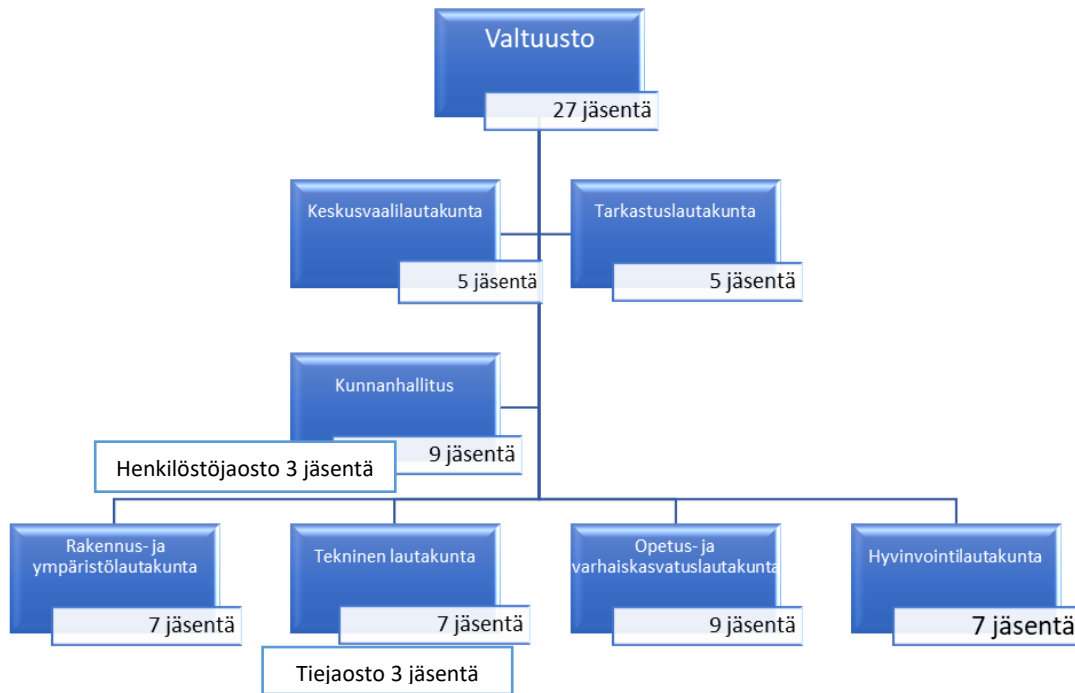 Valtuusto
27 jäsentä
Keskusvaalilautakunta
5 jäsentä
Tarkastuslautakunta
5 jäsentä
Kunnanhallitus
9 jäsentä
Henkilöstöjaosto 3 jäsentä
Rakennus- ja
ympäristölautakunta
7 jäsentä
Tekninen lautakunta
7 jäsentä
Tiejaosto 3 jäsentä
Opetus- ja
varhaiskasvatuslautakunta
9 jäsentä
Hyvinvointilautakunta
7 jäsentä